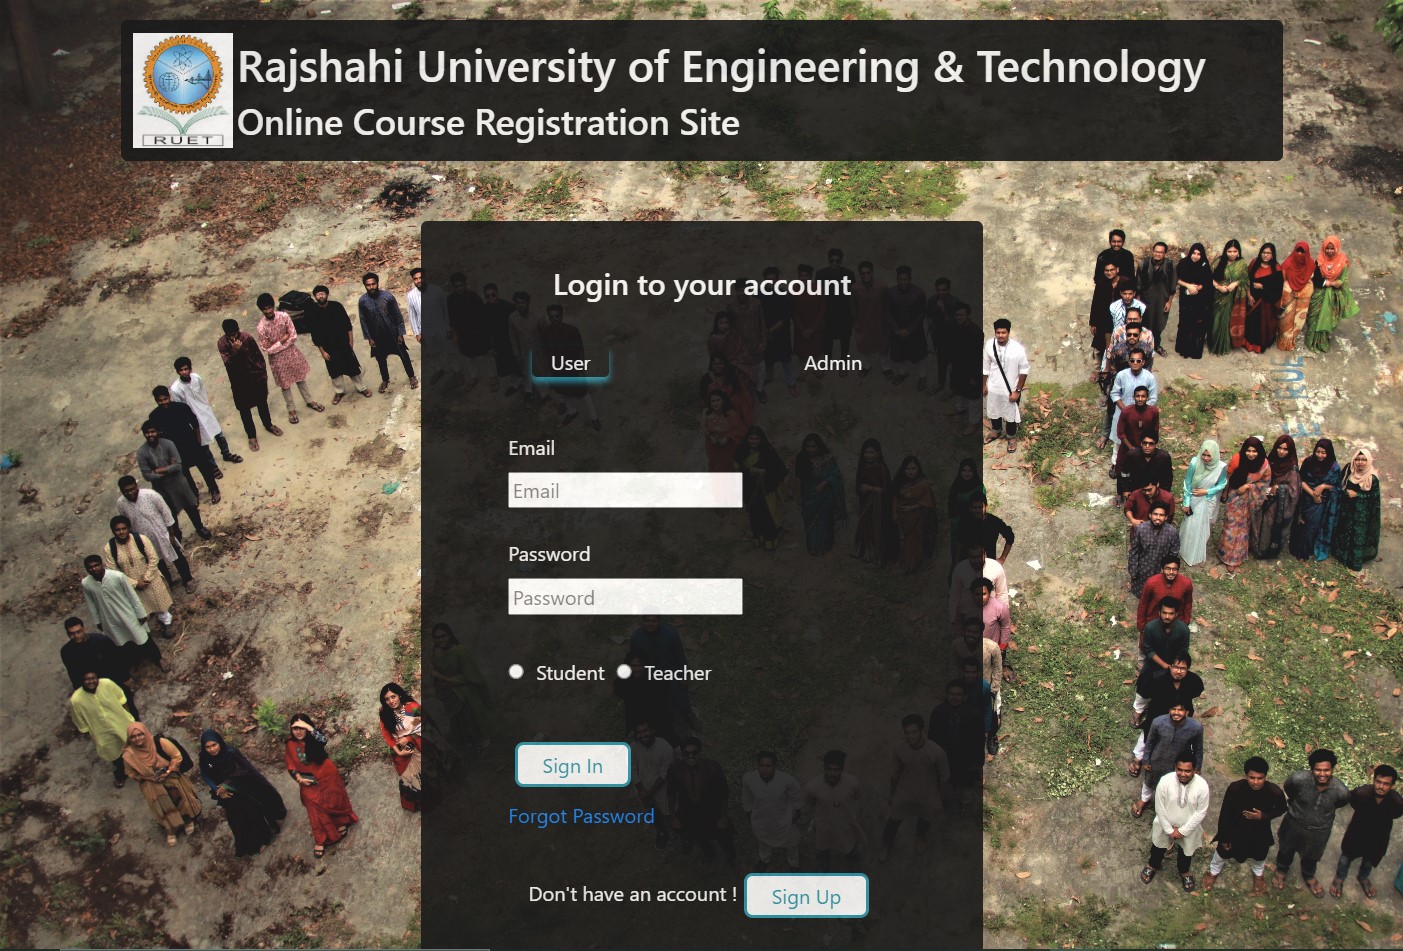 RUET
Rajshahi University of Engineering & Technology
Online Course Registration Site
Login to your account
User Admin
Email
Email
Password
Password
Student Teacher
Sign In
Forgot Password
Don't have an account ! Sign Up